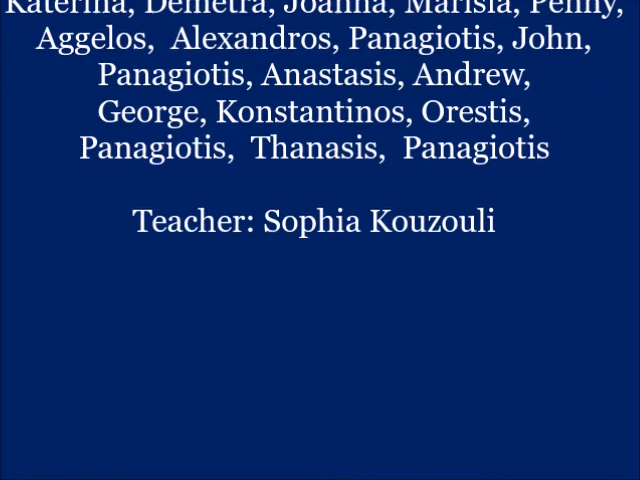 Katerina, Demetra, Joanna, Marisia, Penny,
Aggelos, Alexandros, Panagiotis, John,
Panagiotis, Anastasis, Andrew,
George, Konstantinos, Orestis,
Panagiotis, Thanasis, Panagiotis
Teacher: Sophia Kouzouli